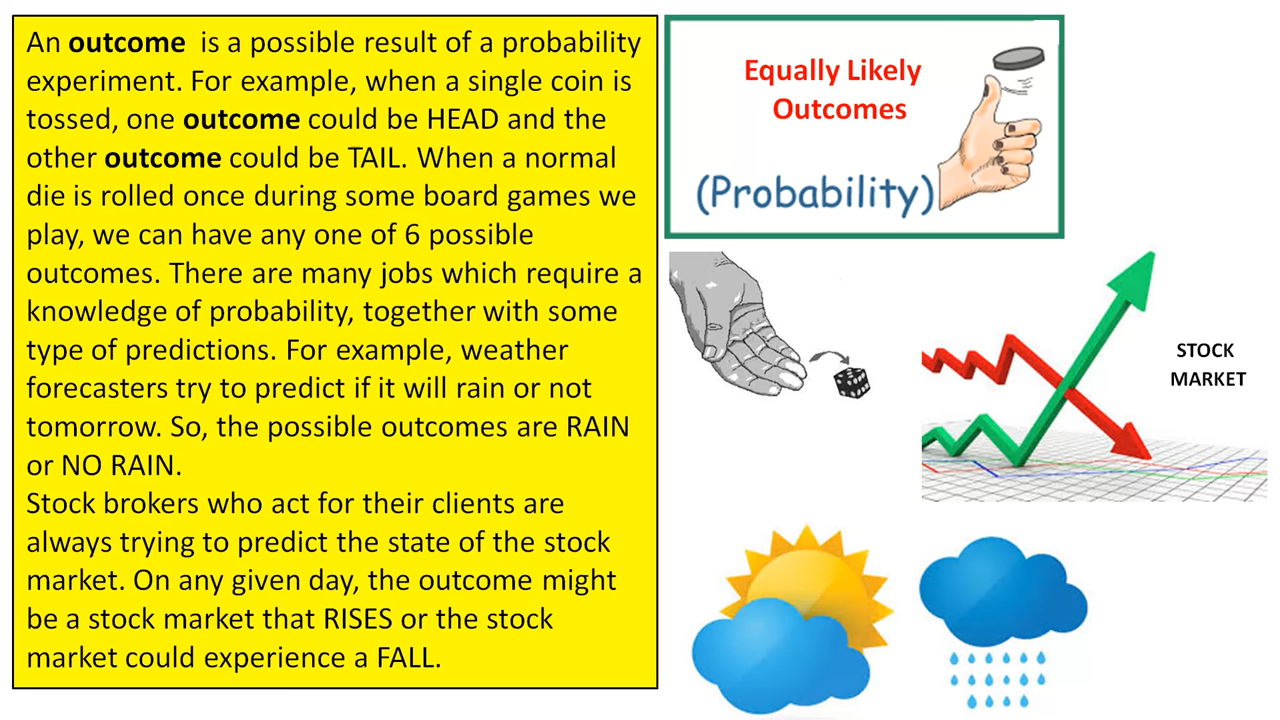 An outcome is a possible result of a probability
experiment. For example, when a single coin is
tossed, one outcome could be HEAD and the
other outcome could be TAIL. When a normal
die is rolled once during some board games we
play, we can have any one of 6 possible
outcomes. There are many jobs which require a
knowledge of probability, together with some
type of predictions. For example, weather
forecasters try to predict if it will rain or not
tomorrow. So, the possible outcomes are RAIN
or NO RAIN.
Stock brokers who act for their clients are
always trying to predict the state of the stock
market. On any given day, the outcome might
be a stock market that RISES or the stock
market could experience a FALL.
Equally Likely
Outcomes
(Probability)
STOCK
MARKET